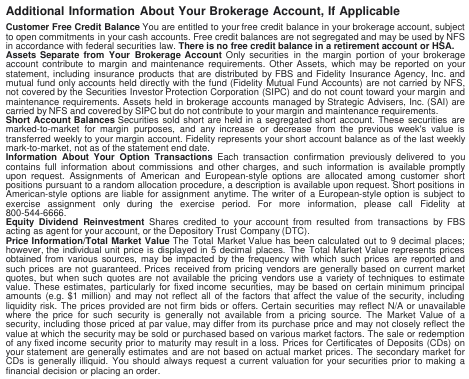 Additional Information About Your Brokerage Account, If Applicable
Customer Free Credit Balance You are entitled to your free credit balance in your brokerage account, subject
to open commitments in your cash accounts. Free credit balances are not segregated and may be used by NFS
in accordance with federal securities law. There is no free credit balance in a retirement account or HSA.
Assets Separate from Your Brokerage Account Only securities in the margin portion of your brokerage
account contribute to margin and maintenance requirements. Other Assets, which may be reported on your
statement, including insurance products that are distributed by FBS and Fidelity Insurance Agency, Inc. and
mutual fund only accounts held directly with the fund (Fidelity Mutual Fund Accounts) are not carried by NFS,
not covered by the Securities Investor Protection Corporation (SIPC) and do not count toward your margin and
maintenance requirements. Assets held in brokerage accounts managed by Strategic Advisers, Inc. (SAI) are
carried by NFS and covered by SIPC but do not contribute to your margin and maintenance requirements.
Short Account Balances Securities sold short are held in a segregated short account. These securities are
marked-to-market for margin purposes, and any increase or decrease from the previous week's value is
transferred weekly to your margin account. Fidelity represents your short account balance as of the last weekly
mark-to-market, not as of the statement end date.
Information About Your Option Transactions Each transaction confirmation previously delivered to you
contains full information about commissions and other charges, and such information is available promptly
upon request. Assignments of American and European-style options are allocated among customer short
positions pursuant to a random allocation procedure, a description is available upon request. Short positions in
American-style options are liable for assignment anytime. The writer of a European-style option is subject to
exercise assignment only during the exercise period. For more information, please call Fidelity at
800-544-6666.
Equity Dividend Reinvestment Shares credited to your account from resulted from transactions by FBS
acting as agent for your account, or the Depository Trust Company (DTC).
Price Information/Total Market Value The Total Market Value has been calculated out to 9 decimal places;
however, the individual unit price is displayed in 5 decimal places. The Total Market Value represents prices
obtained from various sources, may be impacted by the frequency with which such prices are reported and
such prices are not guaranteed. Prices received from pricing vendors are generally based on current market
quotes, but when such quotes are not available the pricing vendors use a variety of techniques to estimate
value. These estimates, particularly for fixed income securities, may be based on certain minimum principal
amounts (e.g. $1 million) and may not reflect all of the factors that affect the value of the security, including
liquidity risk. The prices provided are not firm bids or offers. Certain securities may reflect N/A or unavailable
where the price for such security is generally not available from a pricing source. The Market Value of a
security, including those priced at par value, may differ from its purchase price and may not closely reflect the
value at which the security may be sold or purchased based on various market factors. The sale or redemption
of any fixed income security prior to maturity may result in a loss. Prices for Certificates of Deposits (CDs) on
your statement are generally estimates and are not based on actual market prices. The secondary market for
CDs is generally illiquid. You should always request a current valuation for your securities prior to making a
financial decision or placing an order.